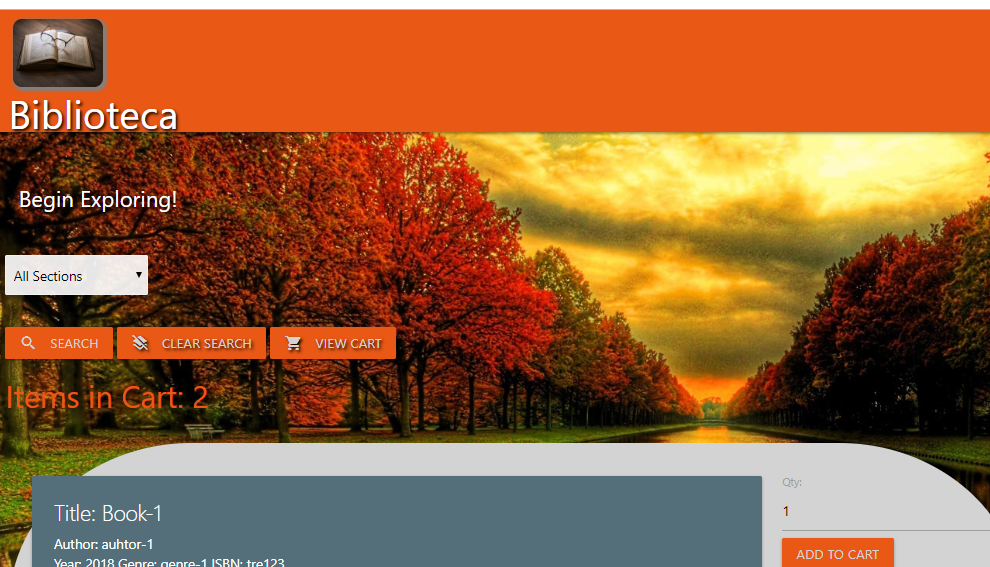 Biblioteca
Begin Exploring!
All Sections
SEARCH CLEAR SEARCH VIEW CART
Items in Cart: 2
Qty:
Title: Book-1
1
Author: auhtor-1
ADD TO CART
Year: 2018 Genre: genre-1 ISBN: tre123